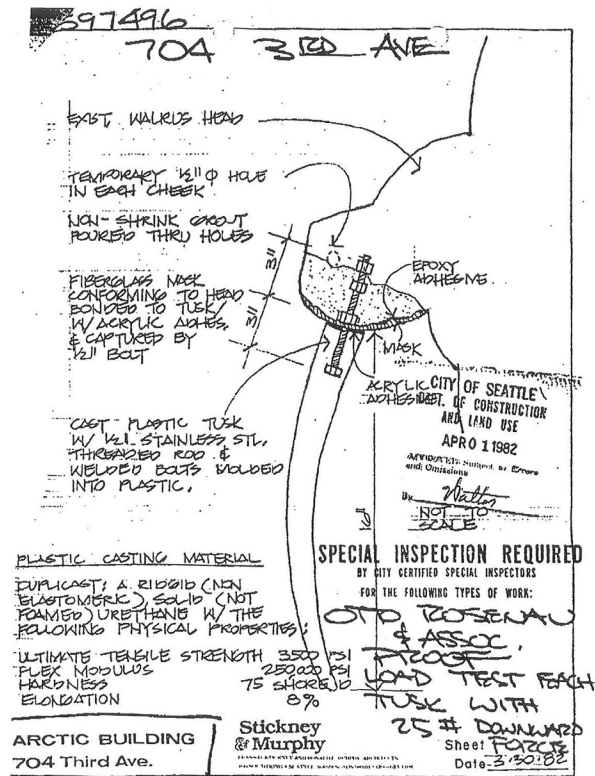 597496
704 3RD AVE
EXIST, WALRUS HEAD
TEMPORARY 1/2" Φ HOLE
IN EACH CHEEK
NON-SHRINK GROUT
POURED THRU HOLES
3"
FIBERGLASS MASK
CONFORMING TO HEAD
BONDED TO TUSK/
W/ACRYLIC ADHES,
& CAPTURED BY
1/2" BOLT
3"
EPOXY
ADHESIVE
MASK
ACRYLIC
ADHESIVE
CAST PLASTIC TUSK
W/ 1/2" STAINLESS STL,
THREADED ROD &
WELDED BOLTS MOLDED
INTO PLASTIC.
CITY OF SEATTLE
DEPT. OF CONSTRUCTION
AND LAND USE
APR 01 1982
APPROVED Subject to Errors
and Omissions
By
NOT TO
SCALE
PLASTIC CASTING MATERIAL
DUPLICAST: A RIDGID (NON
ELASTOMERIC), SOLID (NOT
FOAMED) URETHANE W/ THE
FOLLOWING PHYSICAL PROPERTIES:
ULTIMATE TENSILE STRENGTH 3500 PSI
FLEX MODULUS 250,000 PSI
HARDNESS 75 SHORE D
ELONGATION 8%
SPECIAL INSPECTION REQUIRED
BY CITY CERTIFIED SPECIAL INSPECTORS
FOR THE FOLLOWING TYPES OF WORK:
OTTO ROSENAU
& ASSOC.
PROOF
LOAD TEST EACH
TUSK WITH
25# DOWNWARD
FORCE
ARCTIC BUILDING
704 Third Ave.
Stickney
& Murphy
Sheet
Date 3·30·82